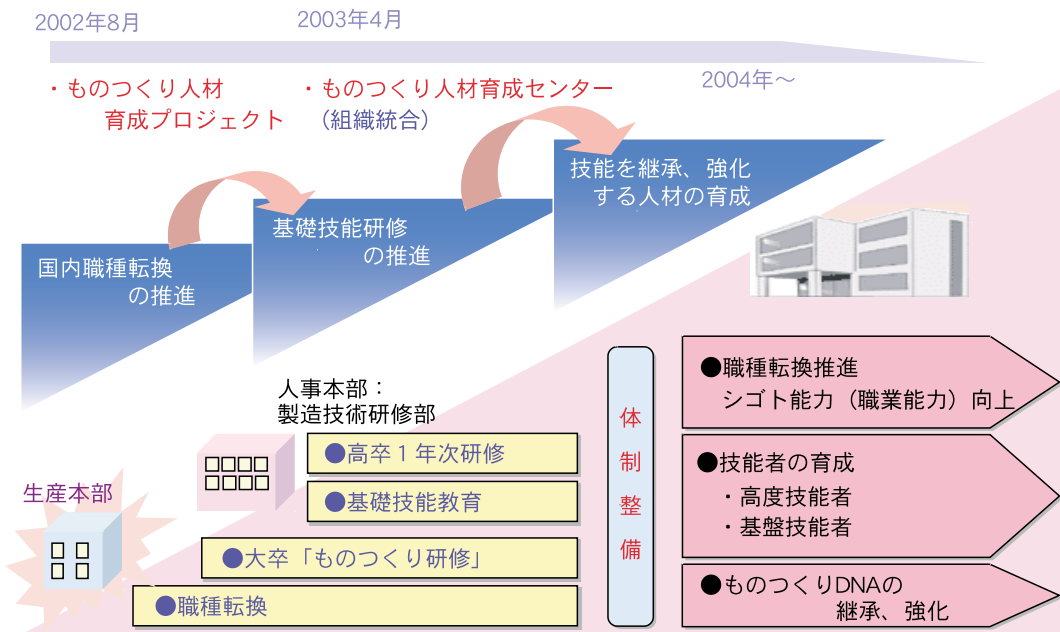 2002年8月
2003年4月
2004年～
・ものつくり人材
育成プロジェクト
・ものつくり人材育成センター
（組織統合）
技能を継承、強化
する人材の育成
基礎技能研修
の推進
国内職種転換
の推進
人事本部：
製造技術研修部
●高卒１年次研修
●基礎技能教育
生産本部
●大卒「ものつくり研修」
●職種転換
体制整備
●職種転換推進
シゴト能力（職業能力）向上
●技能者の育成
・高度技能者
・基盤技能者
●ものつくりDNAの
継承、強化